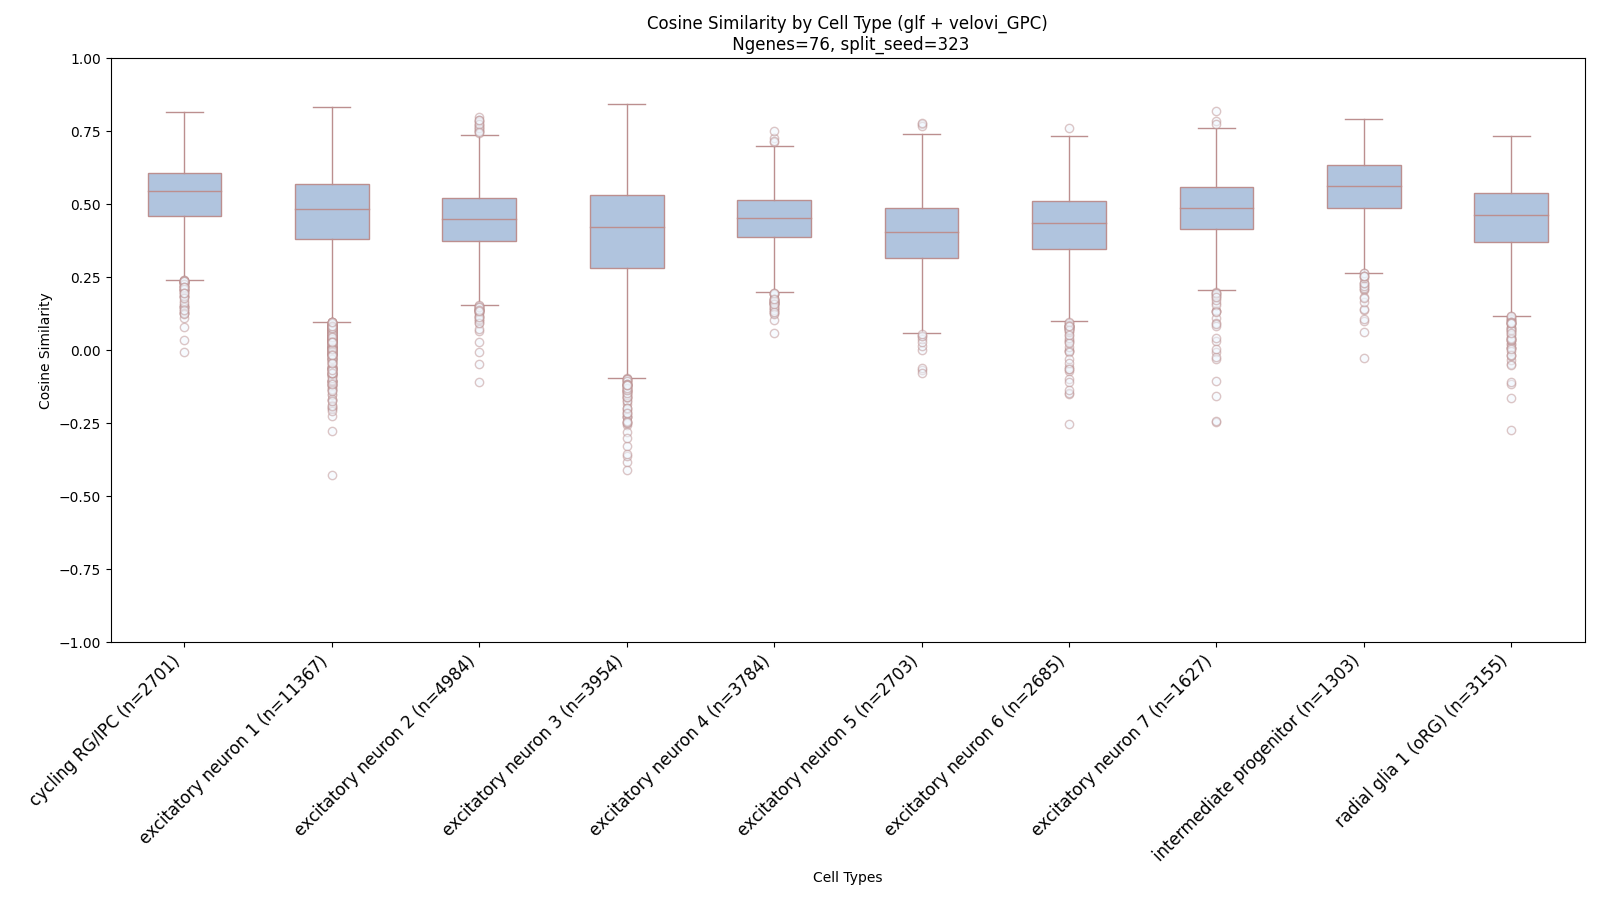 Cosine Similarity by Cell Type (glf + velovi_GPC)
Ngenes=76, split_seed=323
Cosine Similarity
1.00
0.75
0.50
0.25
0.00
−0.25
−0.50
−0.75
−1.00
cycling RG/IPC (n=2701)
excitatory neuron 1 (n=11367)
excitatory neuron 2 (n=4984)
excitatory neuron 3 (n=3954)
excitatory neuron 4 (n=3784)
excitatory neuron 5 (n=2703)
excitatory neuron 6 (n=2685)
excitatory neuron 7 (n=1627)
intermediate progenitor (n=1303)
radial glia 1 (oRG) (n=3155)
Cell Types